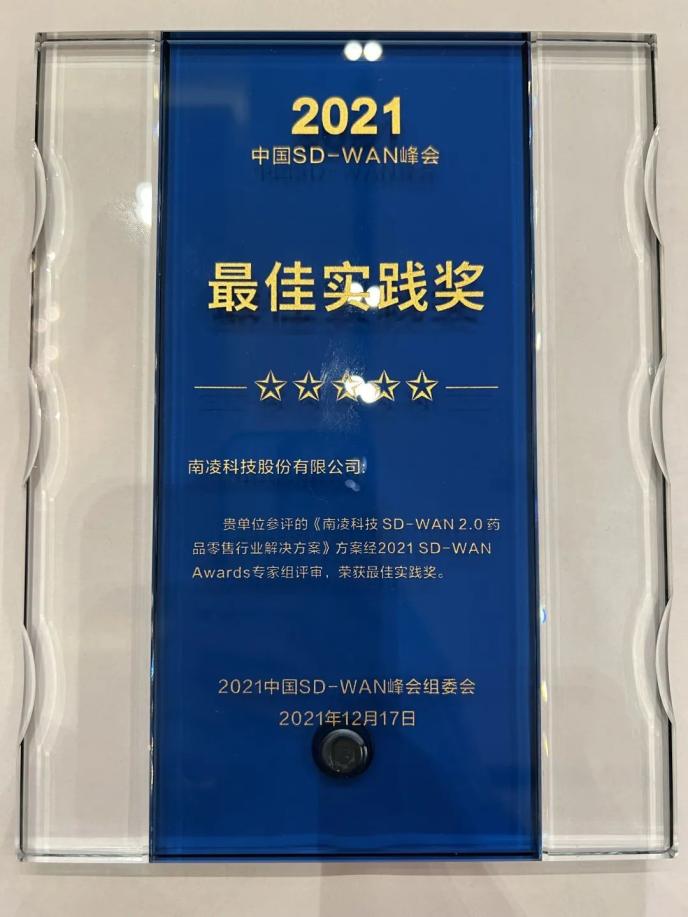 2021
中国SD-WAN峰会
最佳实践奖
南凌科技股份有限公司:
贵单位参评的《南凌科技 SD-WAN 2.0 药
品零售行业解决方案》方案经2021 SD-WAN
Awards专家组评审，荣获最佳实践奖。
2021中国SD-WAN峰会组委会
2021年12月17日